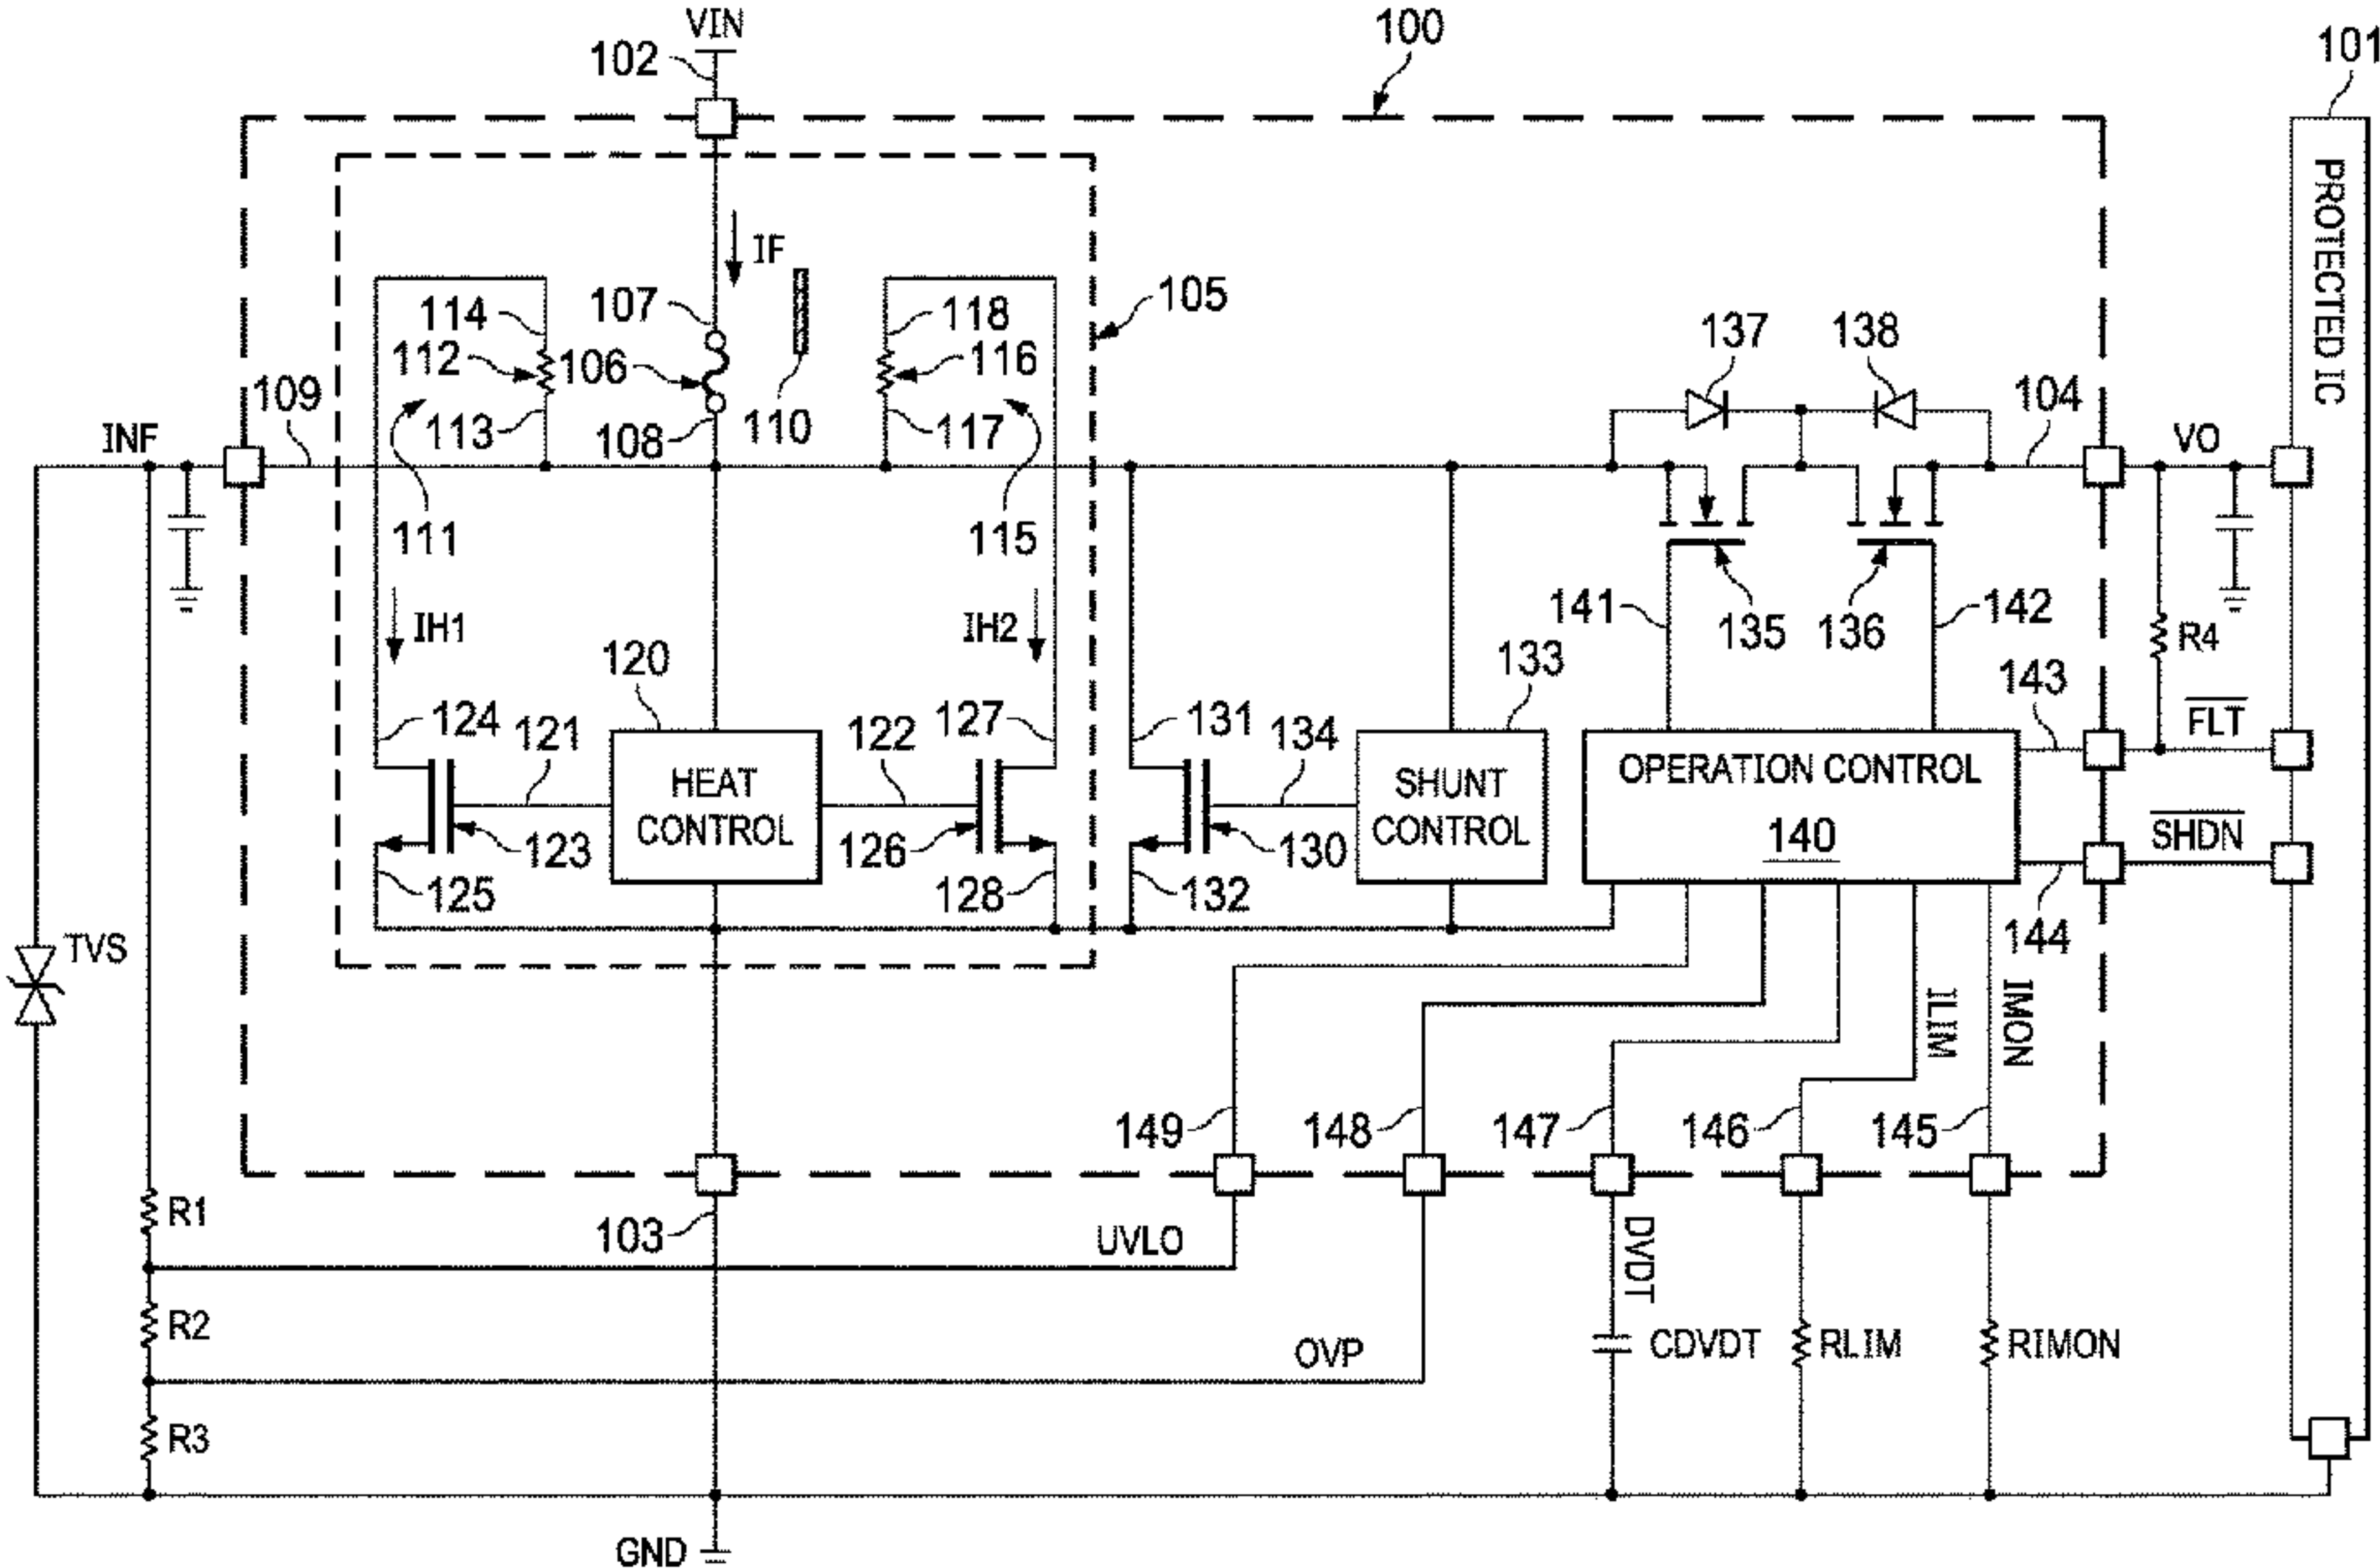 VIN
102
100
101
PROTECTED IC
IF
107
114
112
106
113
108
110
118
116
117
105
109
INF
111
115
137
138
104
VO
141
135
136
142
R4
IH1
IH2
120
133
143
FLT
124
121
122
127
131
134
HEAT
CONTROL
SHUNT
CONTROL
OPERATION CONTROL
140
SHDN
123
126
130
125
128
132
144
TVS
ILIM
IMON
149
148
147
146
145
R1
103
UVLO
DVDT
R2
OVP
CDVDT
RLIM
RIMON
R3
GND